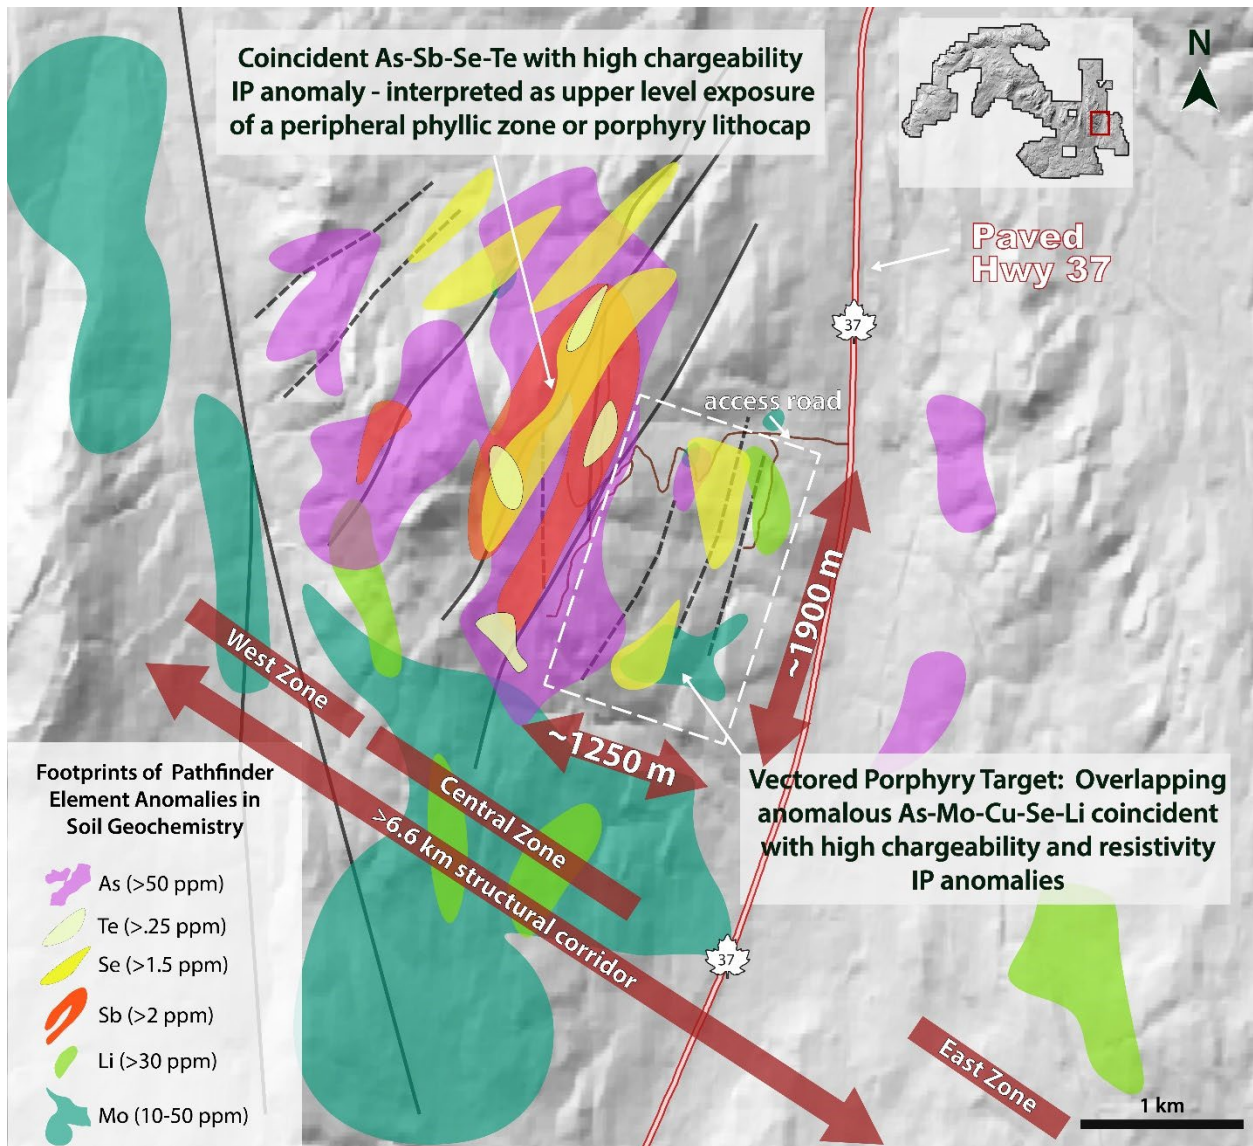 Coincident As-Sb-Se-Te with high chargeability
IP anomaly - interpreted as upper level exposure
of a peripheral phyllic zone or porphyry lithocap
N
Paved
Hwy 37
37
access road
~1900 m
West Zone
~1250 m
Central Zone
>6.6 km structural corridor
Vectored Porphyry Target: Overlapping
anomalous As-Mo-Cu-Se-Li coincident
with high chargeability and resistivity
IP anomalies
37
East Zone
1 km
Footprints of Pathfinder
Element Anomalies in
Soil Geochemistry
As (>50 ppm)
Te (>.25 ppm)
Se (>1.5 ppm)
Sb (>2 ppm)
Li (>30 ppm)
Mo (10-50 ppm)